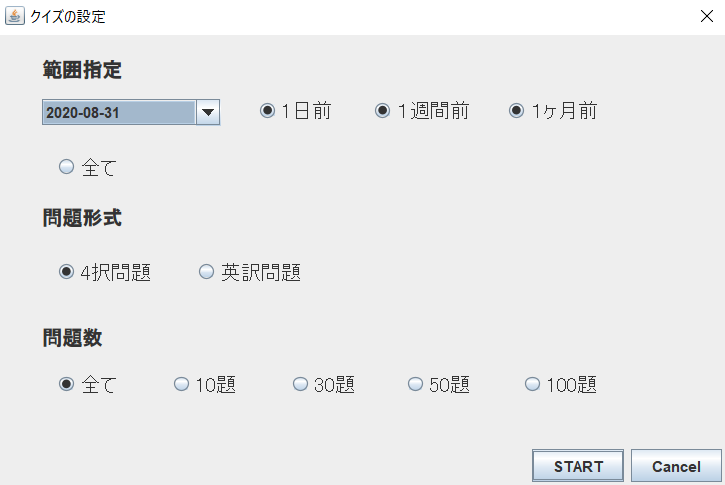 クイズの設定
範囲指定
2020-08-31 1日前 1週間前 1ヶ月前
全て
問題形式
4択問題 英訳問題
問題数
全て 10題 30題 50題 100題
START Cancel